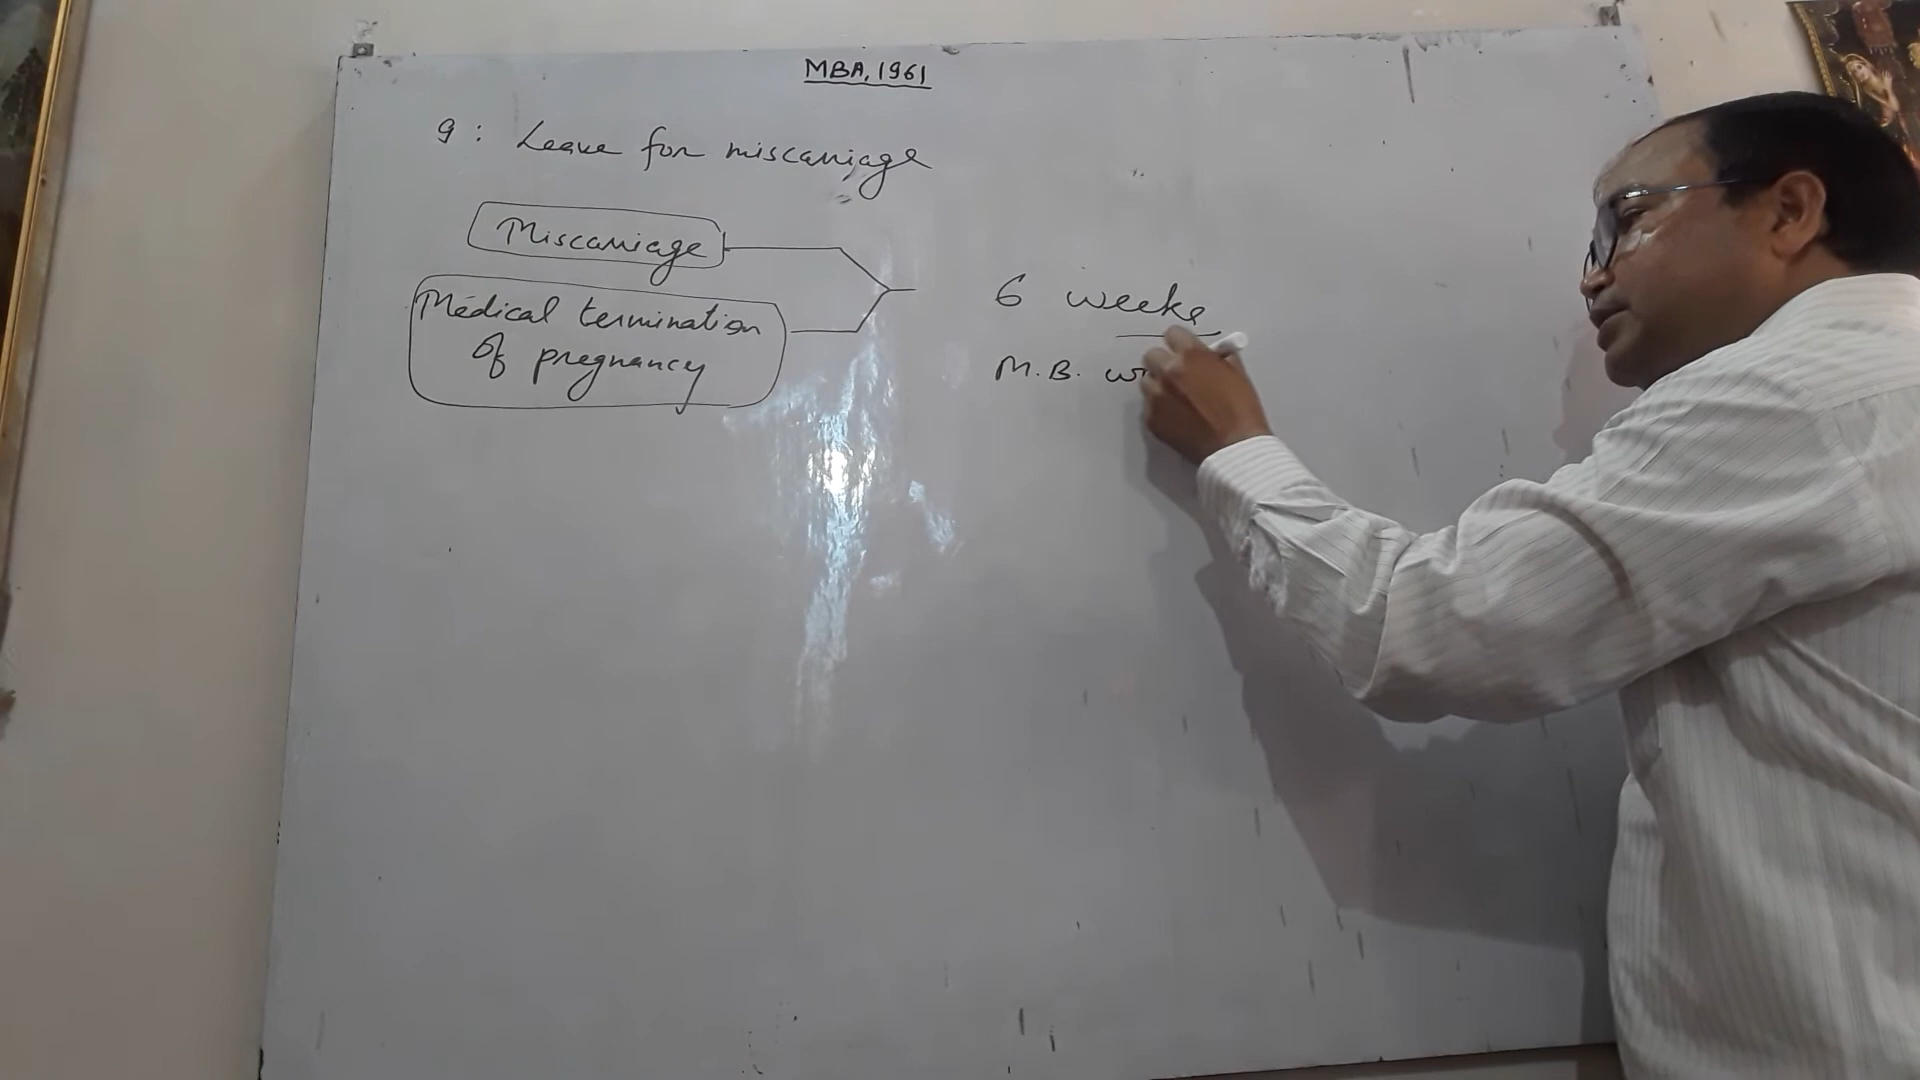 MBA, 1961
9 : Leave for miscarriage
Miscarriage
Medical termination
of pregnancy
6 weeks
M.B.